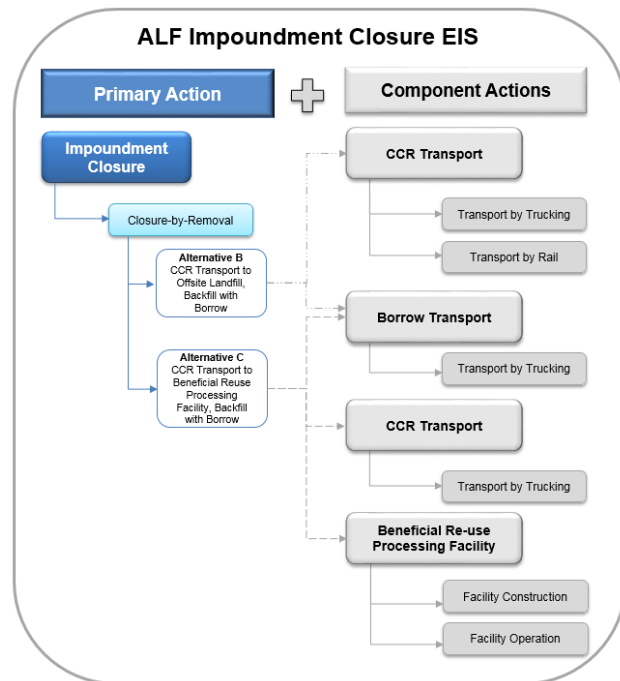 ALF Impoundment Closure EIS
Primary Action
Component Actions
Impoundment
Closure
Closure-by-Removal
Alternative B
CCR Transport to
Offsite Landfill,
Backfill with
Borrow
Alternative C
CCR Transport to
Beneficial Reuse
Processing
Facility, Backfill
with Borrow
CCR Transport
Transport by Trucking
Transport by Rail
Borrow Transport
Transport by Trucking
CCR Transport
Transport by Trucking
Beneficial Re-use
Processing Facility
Facility Construction
Facility Operation